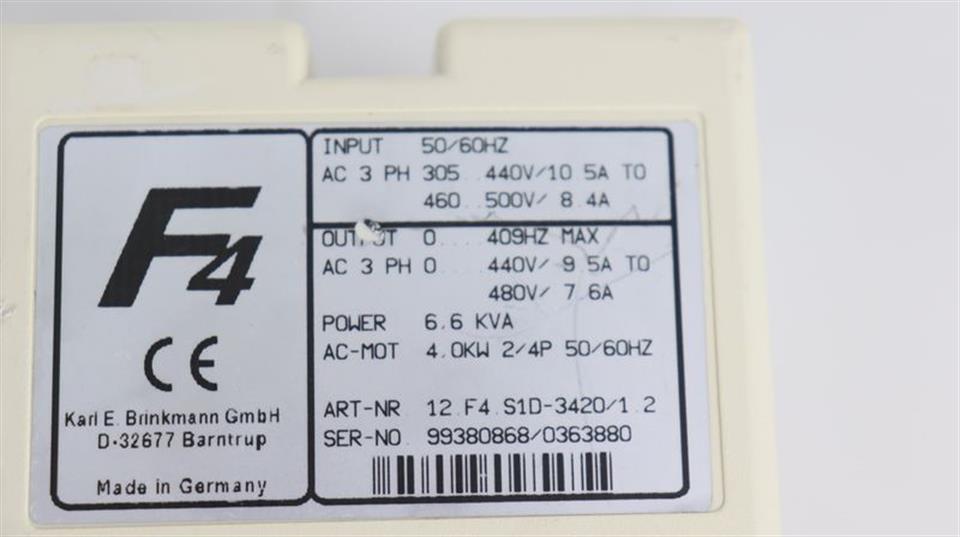 F4
CE
Karl E. Brinkmann GmbH
D-32677 Barntrup
Made in Germany
INPUT 50/60HZ
AC 3 PH 305...440V/10.5A TO
460...500V/ 8.4A
OUTPUT 0....409HZ MAX
AC 3 PH 0....440V/ 9.5A TO
480V/ 7.6A
POWER 6.6 KVA
AC-MOT 4.0KW 2/4P 50/60HZ
ART-NR 12.F4.S1D-3420/1.2
SER-NO. 99380868/0363880